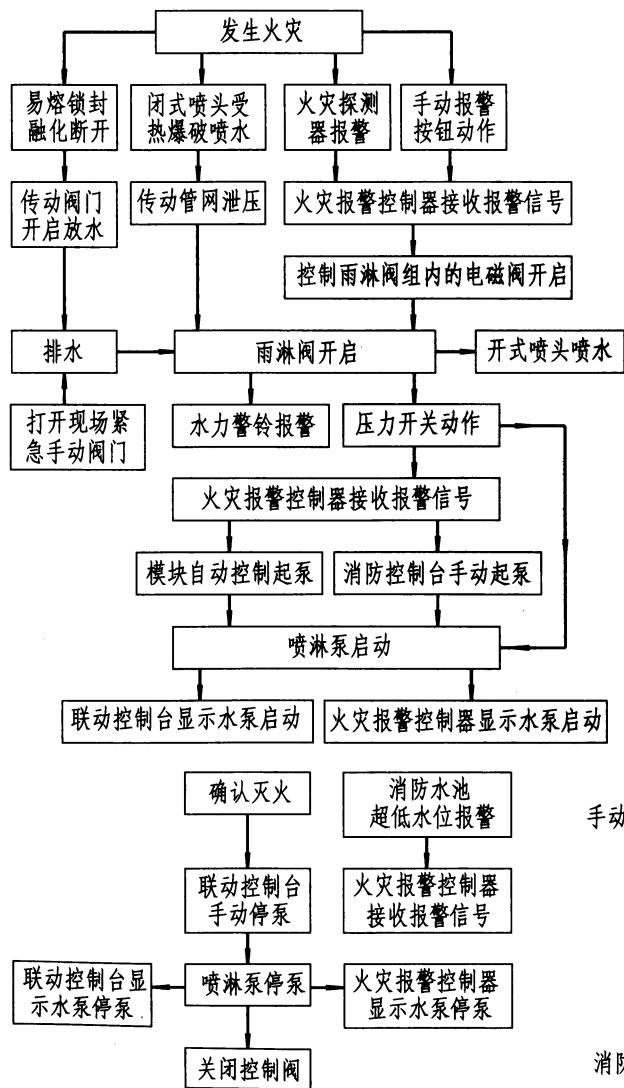 发生火灾
易熔锁封
融化断开
闭式喷头受
热爆破喷水
火灾探测
器报警
手动报警
按钮动作
传动阀门
开启放水
传动管网泄压
火灾报警控制器接收报警信号
控制雨淋阀组内的电磁阀开启
排水
雨淋阀开启
开式喷头喷水
打开现场紧
急手动阀门
水力警铃报警
压力开关动作
火灾报警控制器接收报警信号
模块自动控制起泵
消防控制台手动起泵
喷淋泵启动
联动控制台显示水泵启动
火灾报警控制器显示水泵启动
确认灭火
消防水池
超低水位报警
手动
联动控制台
手动停泵
火灾报警控制器
接收报警信号
联动控制台显
示水泵停泵
喷淋泵停泵
火灾报警控制器
显示水泵停泵
关闭控制阀
消防